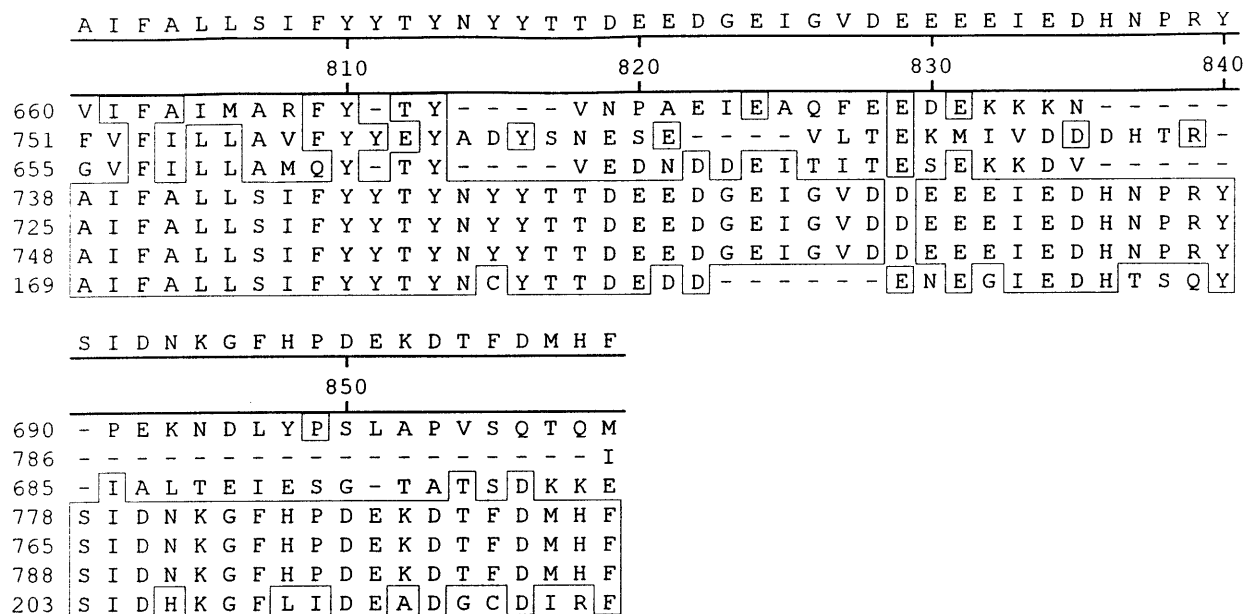 A I F A L L S I F Y Y T Y N Y Y T T D E E D G E I G V D E E E E I E D H N P R Y
810 820 830 840
660 V I F A I M A R F Y - T Y - - - - V N P A E I E A Q F E E D E K K K N - - - - -
751 F V F I L L A V F Y Y E Y A D Y S N E S E - - - - V L T E K M I V D D D H T R -
655 G V F I L L A M Q Y - T Y - - - - V E D N D D E I T I T E S E K K D V - - - - -
738 A I F A L L S I F Y Y T Y N Y Y T T D E E D G E I G V D D E E E I E D H N P R Y
725 A I F A L L S I F Y Y T Y N Y Y T T D E E D G E I G V D D E E E I E D H N P R Y
748 A I F A L L S I F Y Y T Y N Y Y T T D E E D G E I G V D D E E E I E D H N P R Y
169 A I F A L L S I F Y Y T Y N C Y T T D E D D - - - - - - E N E G I E D H T S Q Y
S I D N K G F H P D E K D T F D M H F
850
690 - P E K N D L Y P S L A P V S Q T Q M
786 - - - - - - - - - - - - - - - - - - I
685 - I A L T E I E S G - T A T S D K K E
778 S I D N K G F H P D E K D T F D M H F
765 S I D N K G F H P D E K D T F D M H F
788 S I D N K G F H P D E K D T F D M H F
203 S I D H K G F L I D E A D G C D I R F